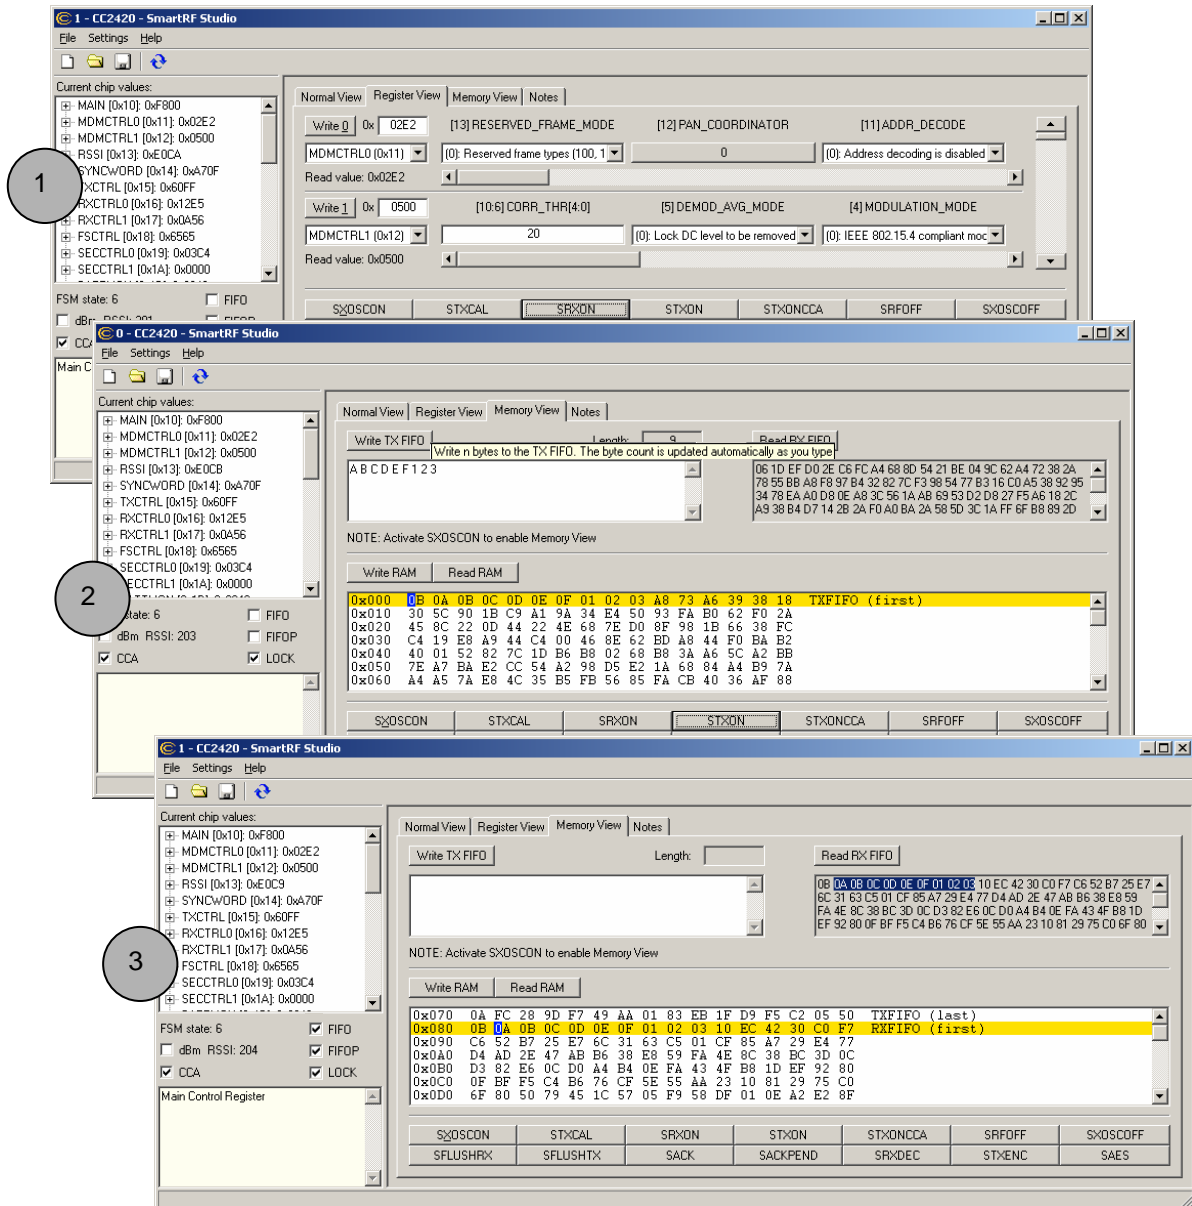 1 - CC2420 - SmartRF Studio
File Settings Help
Current chip values:
MAIN [0x10]: 0xF800
MDMCTRL0 [0x11]: 0x02E2
MDMCTRL1 [0x12]: 0x0500
RSSI [0x13]: 0xE0CA
SYNCWORD [0x14]: 0xA70F
TXCTRL [0x15]: 0x60FF
RXCTRL0 [0x16]: 0x12E5
RXCTRL1 [0x17]: 0x0A56
FSCTRL [0x18]: 0x6565
SECCTRL0 [0x19]: 0x03C4
SECCTRL1 [0x1A]: 0x0000
1
FSM state: 6 FIFO
Normal View Register View Memory View Notes
Write 0 0x 02E2 [13] RESERVED_FRAME_MODE [12] PAN_COORDINATOR [11] ADDR_DECODE
MDMCTRL0 (0x11) (0): Reserved frame types (100, 1 0 (0): Address decoding is disabled
Read value: 0x02E2
Write 1 0x 0500 [10:6] CORR_THR[4:0] [5] DEMOD_AVG_MODE [4] MODULATION_MODE
MDMCTRL1 (0x12) 20 (0): Lock DC level to be removed (0): IEEE 802.15.4 compliant moc
Read value: 0x0500
SXOSCON STXCAL SRXON STXON STXONCCA SRFOFF SXOSCOFF
0 - CC2420 - SmartRF Studio
File Settings Help
Current chip values:
MAIN [0x10]: 0xF800
MDMCTRL0 [0x11]: 0x02E2
MDMCTRL1 [0x12]: 0x0500
RSSI [0x13]: 0xE0CB
SYNCWORD [0x14]: 0xA70F
TXCTRL [0x15]: 0x60FF
RXCTRL0 [0x16]: 0x12E5
RXCTRL1 [0x17]: 0x0A56
FSCTRL [0x18]: 0x6565
SECCTRL0 [0x19]: 0x03C4
SECCTRL1 [0x1A]: 0x0000
2
state: 6 FIFO
dBm RSSI: 203 FIFOP
CCA LOCK
Normal View Register View Memory View Notes
Write TX FIFO Length: 9 Read RX FIFO
Write n bytes to the TX FIFO. The byte count is updated automatically as you type
A B C D E F 1 2 3
06 1D EF D0 2E C6 FC A4 68 8D 54 21 BE 04 9C 62 A4 72 38 2A
78 55 BB A8 F8 97 B4 32 82 7C F3 98 54 77 B3 16 C0 A5 38 92 95
34 78 EA A0 D8 0E A8 3C 56 1A AB 69 53 D2 D8 27 F5 A6 18 2C
A9 38 B4 D7 14 2B 2A F0 A0 BA 2A 58 5D 3C 1A FF 6F B8 89 2D
NOTE: Activate SXOSCON to enable Memory View
Write RAM Read RAM
0x000 0B 0A 0B 0C 0D 0E 0F 01 02 03 A8 73 A6 39 38 18 TXFIFO (first)
0x010 30 5C 90 1B C9 A1 9A 34 E4 50 93 FA B0 62 F0 2A
0x020 45 8C 22 0D 44 22 4E 68 7E D0 8F 98 1B 66 38 FC
0x030 C4 19 E8 A9 44 C4 00 46 8E 62 BD A8 44 F0 BA B2
0x040 40 01 52 82 7C 1D B6 B8 02 68 B8 3A A6 5C A2 BB
0x050 7E A7 BA E2 CC 54 A2 98 D5 E2 1A 68 84 A4 B9 7A
0x060 A4 A5 7A E8 4C 35 B5 FB 56 85 FA CB 40 36 AF 88
SXOSCON STXCAL SRXON STXON STXONCCA SRFOFF SXOSCOFF
1 - CC2420 - SmartRF Studio
File Settings Help
Current chip values:
MAIN [0x10]: 0xF800
MDMCTRL0 [0x11]: 0x02E2
MDMCTRL1 [0x12]: 0x0500
RSSI [0x13]: 0xE0C9
SYNCWORD [0x14]: 0xA70F
TXCTRL [0x15]: 0x60FF
RXCTRL0 [0x16]: 0x12E5
RXCTRL1 [0x17]: 0x0A56
FSCTRL [0x18]: 0x6565
SECCTRL0 [0x19]: 0x03C4
SECCTRL1 [0x1A]: 0x0000
3
FSM state: 6 FIFO
dBm RSSI: 204 FIFOP
CCA LOCK
Main Control Register
Normal View Register View Memory View Notes
Write TX FIFO Length: Read RX FIFO
0B 0A 0B 0C 0D 0E 0F 01 02 03 10 EC 42 30 C0 F7 C6 52 B7 25 E7
6C 31 63 C5 01 CF 85 A7 29 E4 77 D4 AD 2E 47 AB B6 38 E8 59
FA 4E 8C 38 BC 3D 0C D3 82 E6 0C D0 A4 B4 0E FA 43 4F B8 1D
EF 92 80 0F BF F5 C4 B6 76 CF 5E 55 AA 23 10 81 29 75 C0 6F 80
NOTE: Activate SXOSCON to enable Memory View
Write RAM Read RAM
0x070 0A FC 28 9D F7 49 AA 01 83 EB 1F D9 F5 C2 05 50 TXFIFO (last)
0x080 0B 0A 0B 0C 0D 0E 0F 01 02 03 10 EC 42 30 C0 F7 RXFIFO (first)
0x090 C6 52 B7 25 E7 6C 31 63 C5 01 CF 85 A7 29 E4 77
0x0A0 D4 AD 2E 47 AB B6 38 E8 59 FA 4E 8C 38 BC 3D 0C
0x0B0 D3 82 E6 0C D0 A4 B4 0E FA 43 4F B8 1D EF 92 80
0x0C0 0F BF F5 C4 B6 76 CF 5E 55 AA 23 10 81 29 75 C0
0x0D0 6F 80 50 79 45 1C 57 05 F9 58 DF 01 0E A2 E2 8F
SXOSCON STXCAL SRXON STXON STXONCCA SRFOFF SXOSCOFF
SFLUSHRX SFLUSHTX SACK SACKPEND SRXDEC STXENC SAES